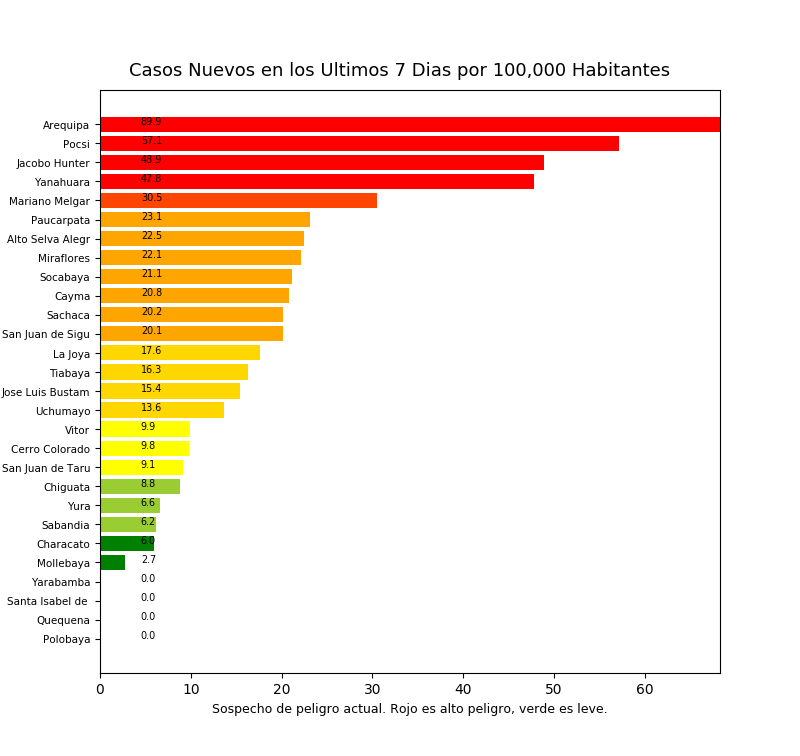 Casos Nuevos en los Ultimos 7 Dias por 100,000 Habitantes
Arequipa 89.9
Pocsi 57.1
Jacobo Hunter 48.9
Yanahuara 47.8
Mariano Melgar 30.5
Paucarpata 23.1
Alto Selva Alegr 22.5
Miraflores 22.1
Socabaya 21.1
Cayma 20.8
Sachaca 20.2
San Juan de Sigu 20.1
La Joya 17.6
Tiabaya 16.3
Jose Luis Bustam 15.4
Uchumayo 13.6
Vitor 9.9
Cerro Colorado 9.8
San Juan de Taru 9.1
Chiguata 8.8
Yura 6.6
Sabandia 6.2
Characato 6.0
Mollebaya 2.7
Yarabamba 0.0
Santa Isabel de 0.0
Quequena 0.0
Polobaya 0.0
0 10 20 30 40 50 60
Sospecho de peligro actual. Rojo es alto peligro, verde es leve.